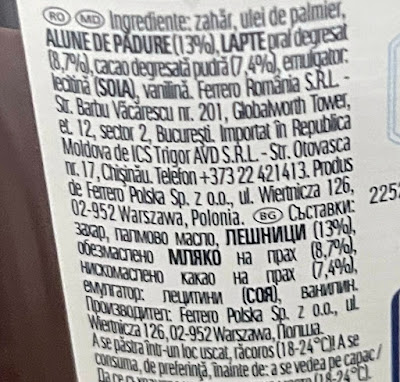 RO MD Ingrediente: zahăr, ulei de palmier,
ALUNE DE PĂDURE (13%), LAPTE praf degresat
(8,7%), cacao degresată pudră (7,4%), emulgator:
lecitină (SOIA), vanilină. Ferrero România S.R.L. -
Str. Barbu Văcărescu nr. 201, Globalworth Tower,
et. 12, sector 2, București. Importat în Republica
Moldova de ICS Trigor AVD S.R.L. - Str. Otovasca
nr. 17, Chișinău. Telefon +373 22 421413. Produs
de Ferrero Polska Sp. z o.o., ul. Wiertnicza 126,
02-952 Warszawa, Polonia. BG Съставки:
захар, палмово масло, ЛЕШНИЦИ (13%),
обезмаслено МЛЯКО на прах (8,7%),
нискомаслено какао на прах (7,4%),
емулгатор: лецитини (СОЯ), ванилин.
Производител: Ferrero Polska Sp. z o.o., ul.
Wiertnicza 126, 02-952 Warszawa, Полша.
A se păstra într-un loc uscat, răcoros (18-24°C)! A se
consuma, de preferință, înainte de: a se vedea pe capac /
2252